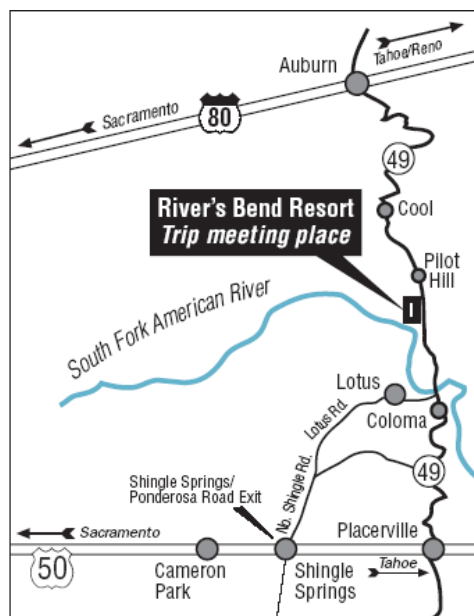 Tahoe/Reno
Auburn
Sacramento
80
49
River's Bend Resort
Trip meeting place
Cool
Pilot
Hill
South Fork American River
Lotus
Lotus Rd.
Coloma
No. Shingle Rd.
49
Shingle Springs/
Ponderosa Road Exit
Sacramento
Placerville
50
Cameron
Park
Shingle
Springs
Tahoe